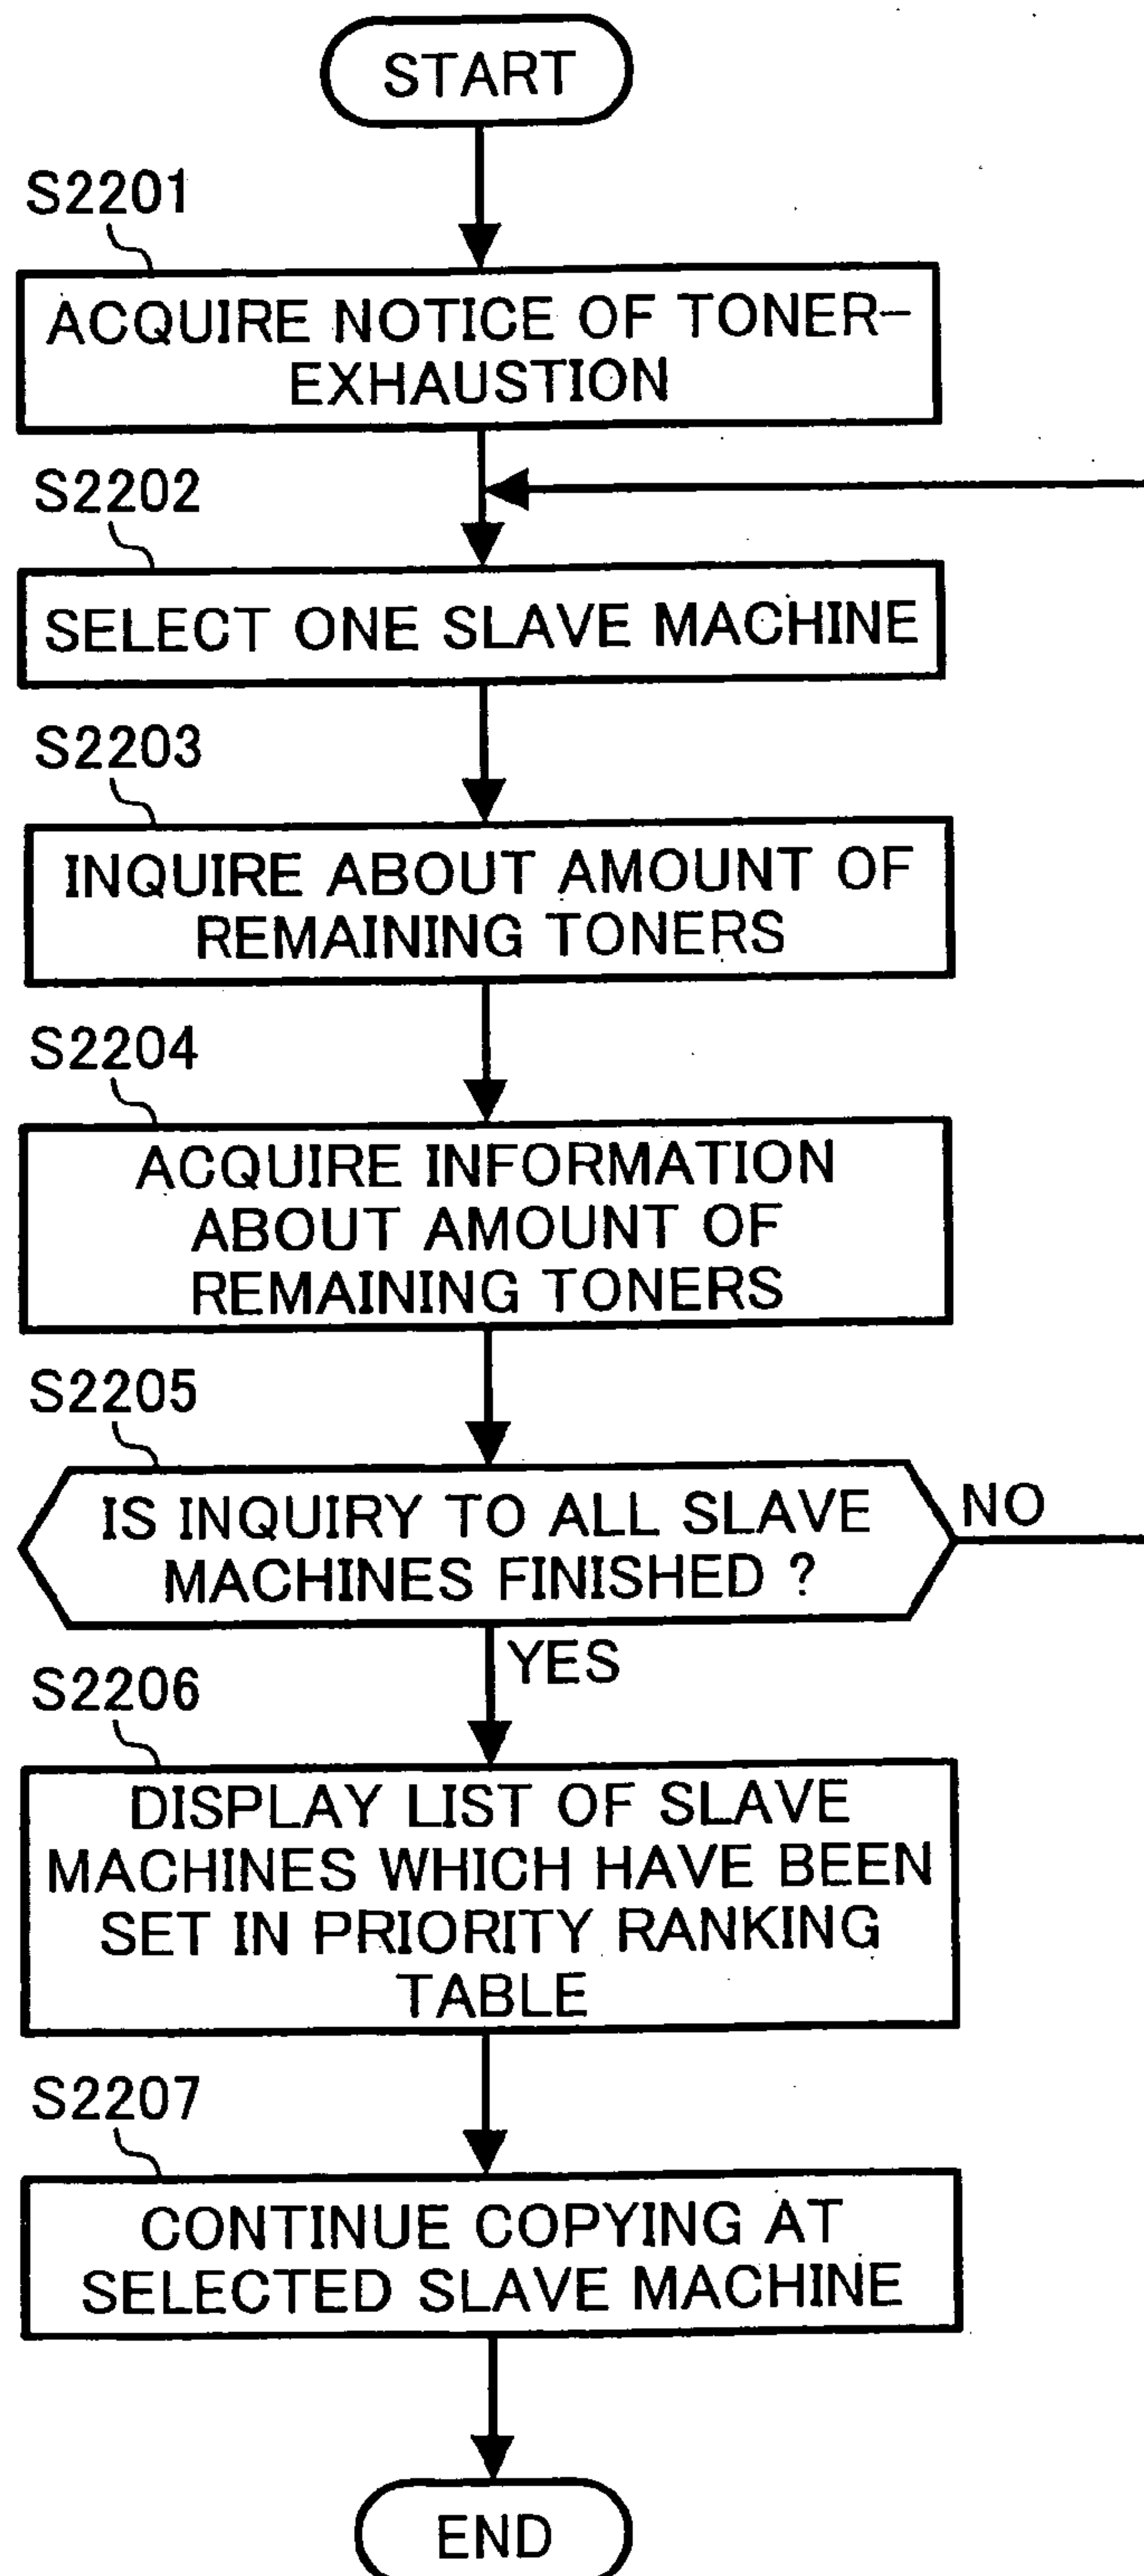 START
S2201
ACQUIRE NOTICE OF TONER-
EXHAUSTION
S2202
SELECT ONE SLAVE MACHINE
S2203
INQUIRE ABOUT AMOUNT OF
REMAINING TONERS
S2204
ACQUIRE INFORMATION
ABOUT AMOUNT OF
REMAINING TONERS
S2205
IS INQUIRY TO ALL SLAVE
MACHINES FINISHED ?
NO
YES
S2206
DISPLAY LIST OF SLAVE
MACHINES WHICH HAVE BEEN
SET IN PRIORITY RANKING
TABLE
S2207
CONTINUE COPYING AT
SELECTED SLAVE MACHINE
END